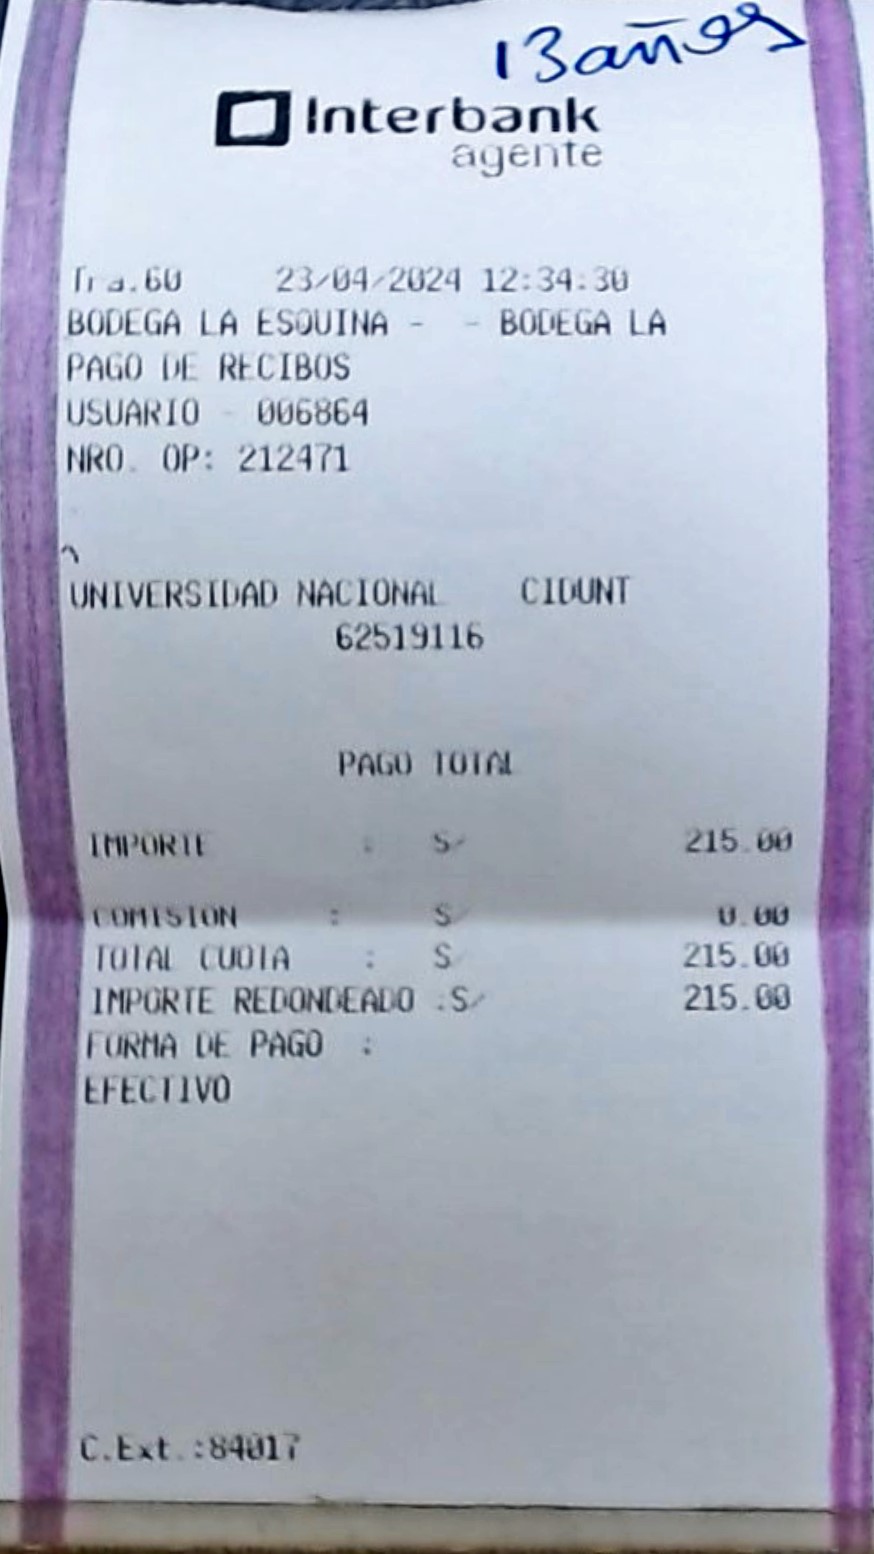 13 años
Interbank
agente
Tra.60 23/04/2024 12:34:30
BODEGA LA ESQUINA - - BODEGA LA
PAGO DE RECIBOS
USUARIO - 006864
NRO. OP: 212471
UNIVERSIDAD NACIONAL CIDUNT
62519116
PAGO TOTAL
IMPORTE : S/ 215.00
COMISION : S/ 0.00
TOTAL CUOTA : S/ 215.00
IMPORTE REDONDEADO :S/ 215.00
FORMA DE PAGO :
EFECTIVO
C.Ext.:84017